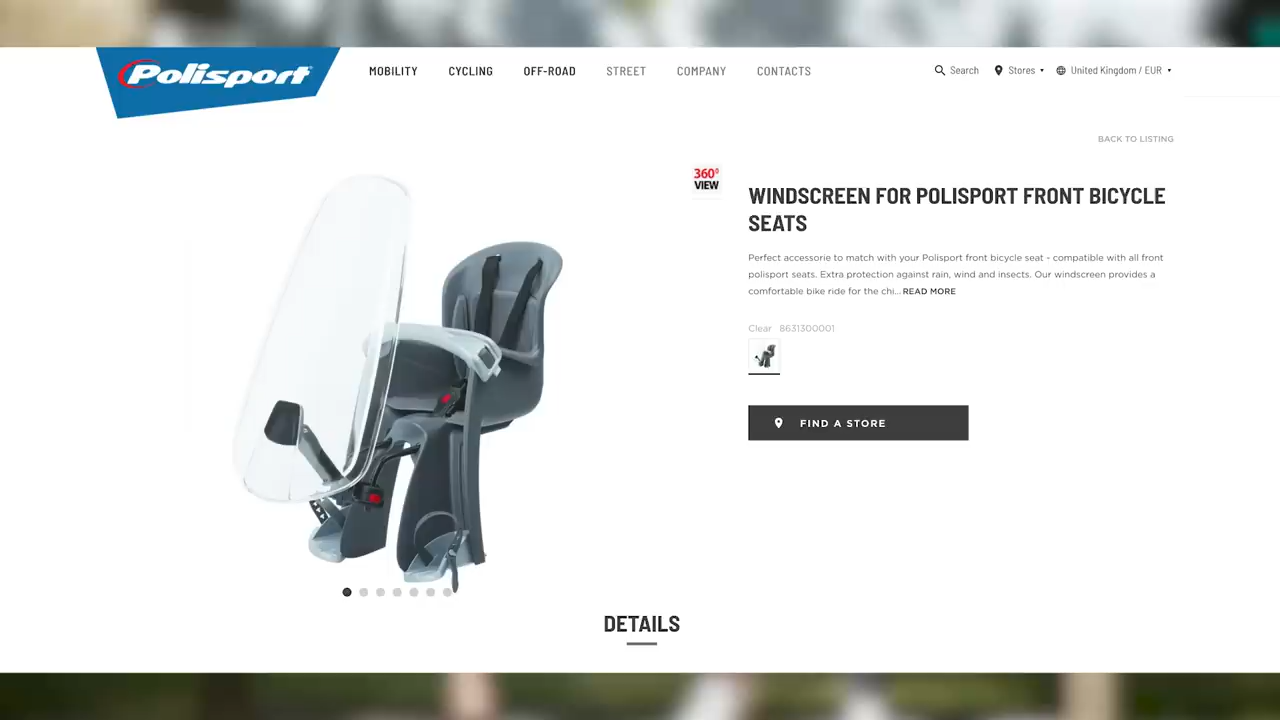 Polisport
MOBILITY CYCLING OFF-ROAD STREET COMPANY CONTACTS
Search Stores United Kingdom / EUR
BACK TO LISTING
360º
VIEW
WINDSCREEN FOR POLISPORT FRONT BICYCLE
SEATS
Perfect accessorie to match with your Polisport front bicycle seat - compatible with all front
polisport seats. Extra protection against rain, wind and insects. Our windscreen provides a
comfortable bike ride for the chi... READ MORE
Clear 8631300001
FIND A STORE
DETAILS